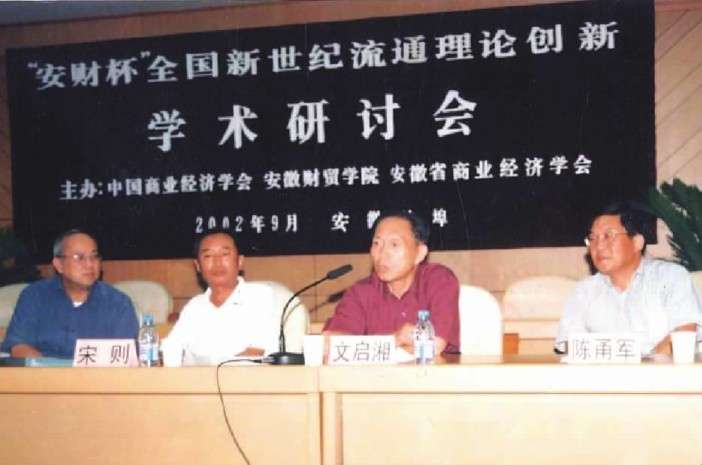 “安财杯”全国新世纪流通理论创新
学术研讨会
主办:中国商业经济学会 安徽财贸学院 安徽省商业经济学会
2002年9月 安徽 埠
宋则
文启湘
陈甬军